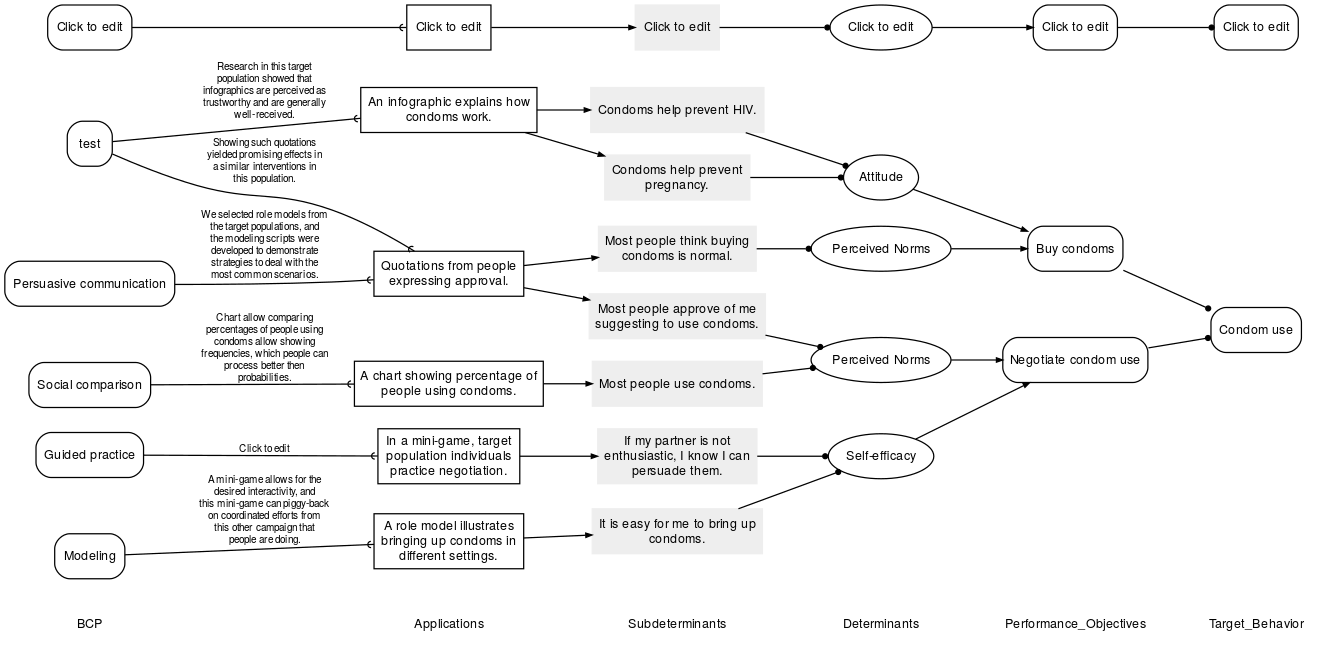 Click to edit
Click to edit
Click to edit
Click to edit
Click to edit
Click to edit
Research in this target
population showed that
infographics are perceived as
trustworthy and are generally
well-received.
test
An infographic explains how
condoms work.
Condoms help prevent HIV.
Showing such quotations
yielded promising effects in
a similar interventions in
this population.
Condoms help prevent
pregnancy.
Attitude
We selected role models from
the target populations, and
the modeling scripts were
developed to demonstrate
strategies to deal with the
most common scenarios.
Persuasive communication
Quotations from people
expressing approval.
Most people think buying
condoms is normal.
Perceived Norms
Buy condoms
Most people approve of me
suggesting to use condoms.
Condom use
Chart allow comparing
percentages of people using
condoms allow showing
frequencies, which people can
process better then
probabilities.
Social comparison
A chart showing percentage of
people using condoms.
Most people use condoms.
Perceived Norms
Negotiate condom use
Guided practice
Click to edit
In a mini-game, target
population individuals
practice negotiation.
If my partner is not
enthusiastic, I know I can
persuade them.
Self-efficacy
A mini-game allows for the
desired interactivity, and
this mini-game can piggy-back
on coordinated efforts from
this other campaign that
people are doing.
Modeling
A role model illustrates
bringing up condoms in
different settings.
It is easy for me to bring up
condoms.
BCP
Applications
Subdeterminants
Determinants
Performance_Objectives
Target_Behavior